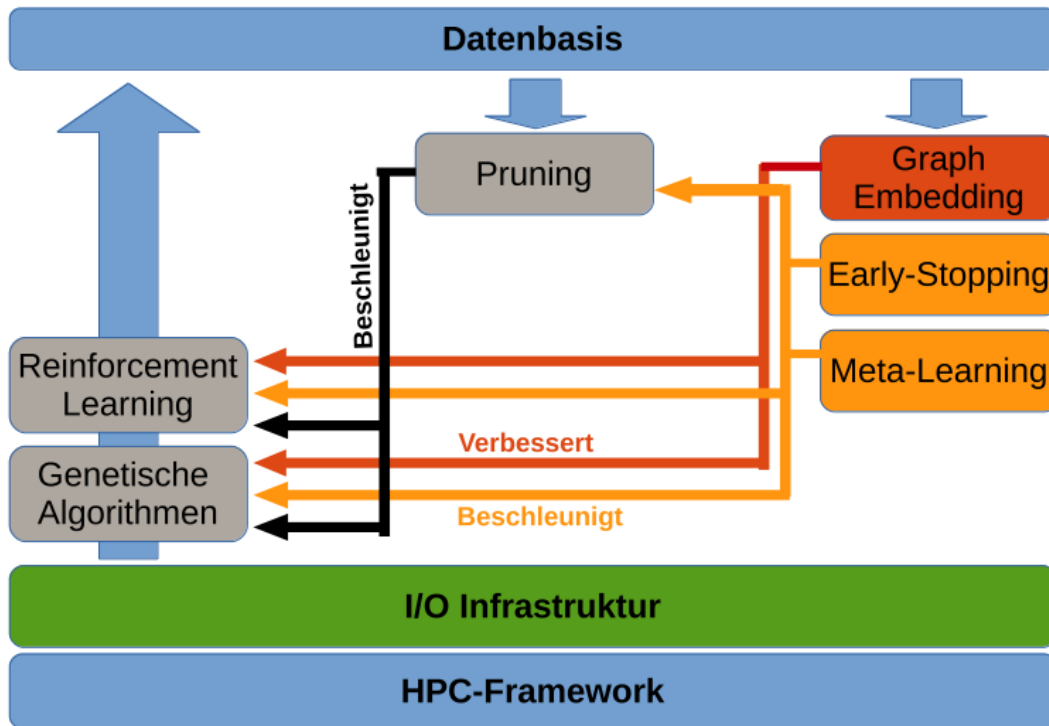 Datenbasis
Pruning
Graph
Embedding
Beschleunigt
Early-Stopping
Meta-Learning
Reinforcement
Learning
Verbessert
Genetische
Algorithmen
Beschleunigt
I/O Infrastruktur
HPC-Framework